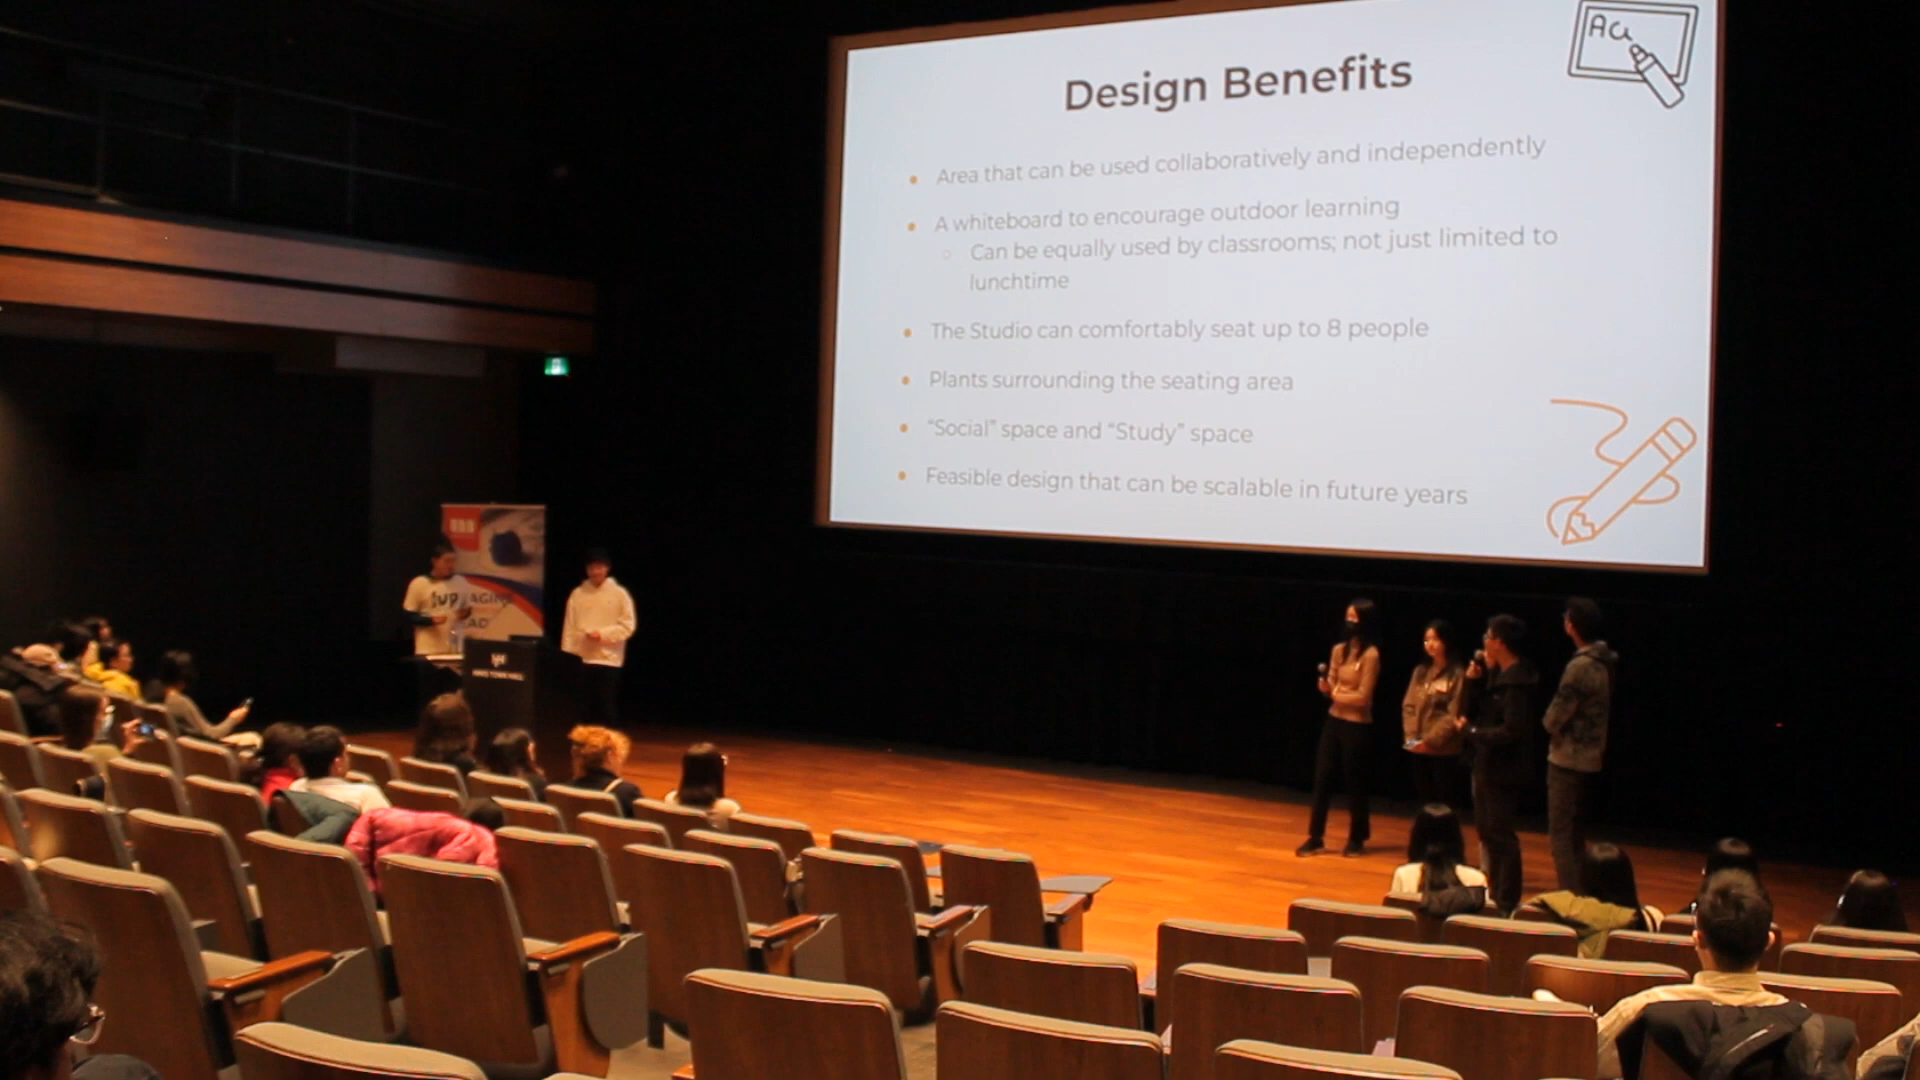 Ac
Design Benefits
Area that can be used collaboratively and independently
A whiteboard to encourage outdoor learning
Can be equally used by classrooms; not just limited to
lunchtime
The Studio can comfortably seat up to 8 people
Plants surrounding the seating area
“Social” space and “Study” space
Feasible design that can be scalable in future years